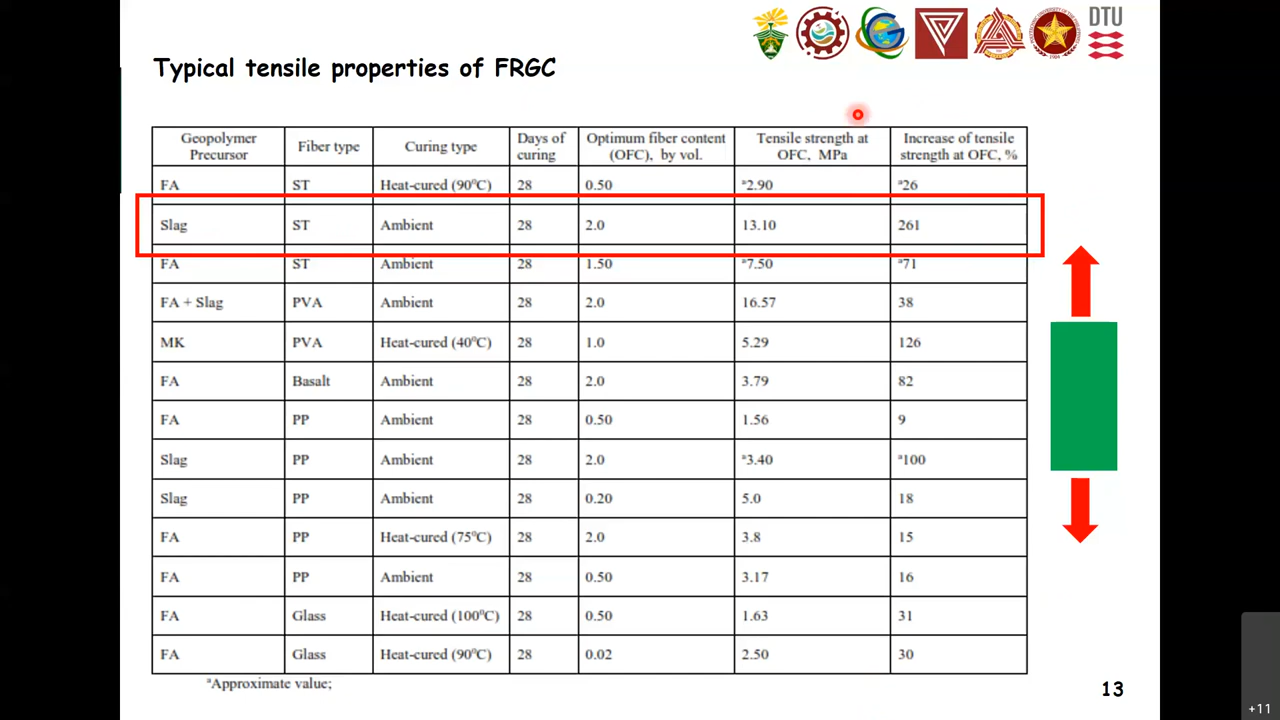 DTU
Typical tensile properties of FRGC
Geopolymer Precursor | Fiber type | Curing type | Days of curing | Optimum fiber content (OFC), by vol. | Tensile strength at OFC, MPa | Increase of tensile strength at OFC, %
FA | ST | Heat-cured (90°C) | 28 | 0.50 | ᵃ2.90 | ᵃ26
Slag | ST | Ambient | 28 | 2.0 | 13.10 | 261
FA | ST | Ambient | 28 | 1.50 | ᵃ7.50 | ᵃ71
FA + Slag | PVA | Ambient | 28 | 2.0 | 16.57 | 38
MK | PVA | Heat-cured (40°C) | 28 | 1.0 | 5.29 | 126
FA | Basalt | Ambient | 28 | 2.0 | 3.79 | 82
FA | PP | Ambient | 28 | 0.50 | 1.56 | 9
Slag | PP | Ambient | 28 | 2.0 | ᵃ3.40 | ᵃ100
Slag | PP | Ambient | 28 | 0.20 | 5.0 | 18
FA | PP | Heat-cured (75°C) | 28 | 2.0 | 3.8 | 15
FA | PP | Ambient | 28 | 0.50 | 3.17 | 16
FA | Glass | Heat-cured (100°C) | 28 | 0.50 | 1.63 | 31
FA | Glass | Heat-cured (90°C) | 28 | 0.02 | 2.50 | 30
ᵃApproximate value;
13
+11